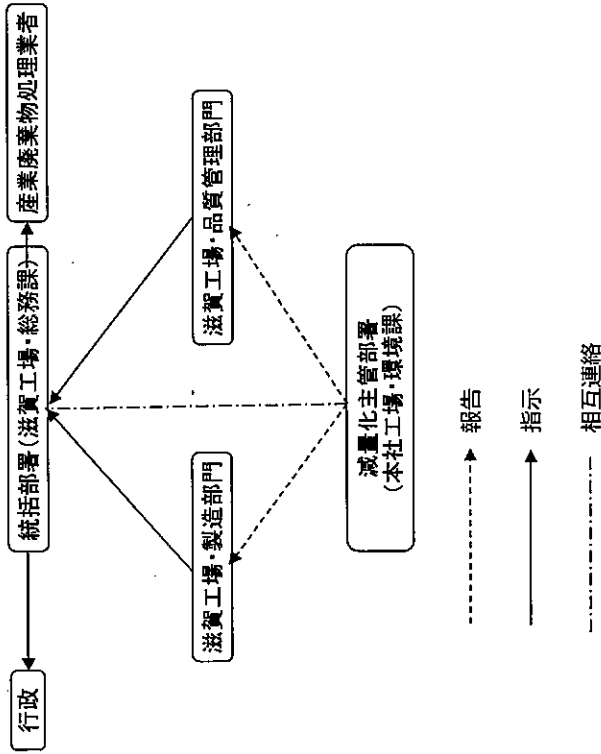 行政
統括部署(滋賀工場・総務課)
産業廃棄物処理業者
滋賀工場・製造部門
滋賀工場・品質管理部門
減量化主管部署
(本社工場・環境課)
報告
指示
相互連絡